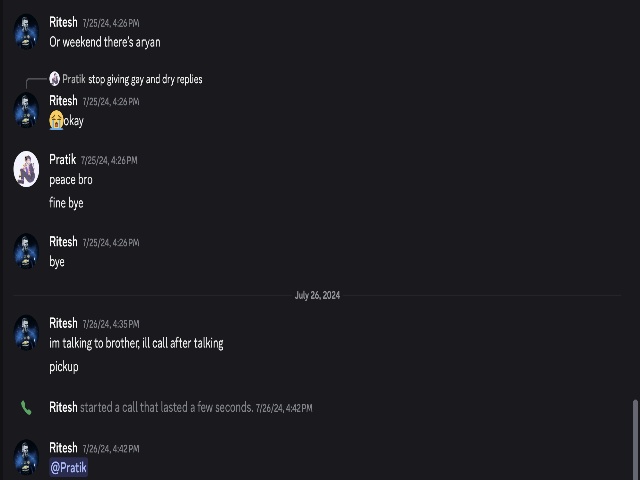 Ritesh 7/25/24, 4:26 PM
Or weekend there's aryan
Pratik stop giving gay and dry replies
Ritesh 7/25/24, 4:26 PM
😭okay
Pratik 7/25/24, 4:26 PM
peace bro
fine bye
Ritesh 7/25/24, 4:26 PM
bye
July 26, 2024
Ritesh 7/26/24, 4:35 PM
im talking to brother, ill call after talking
pickup
Ritesh started a call that lasted a few seconds. 7/26/24, 4:42 PM
Ritesh 7/26/24, 4:42 PM
@Pratik